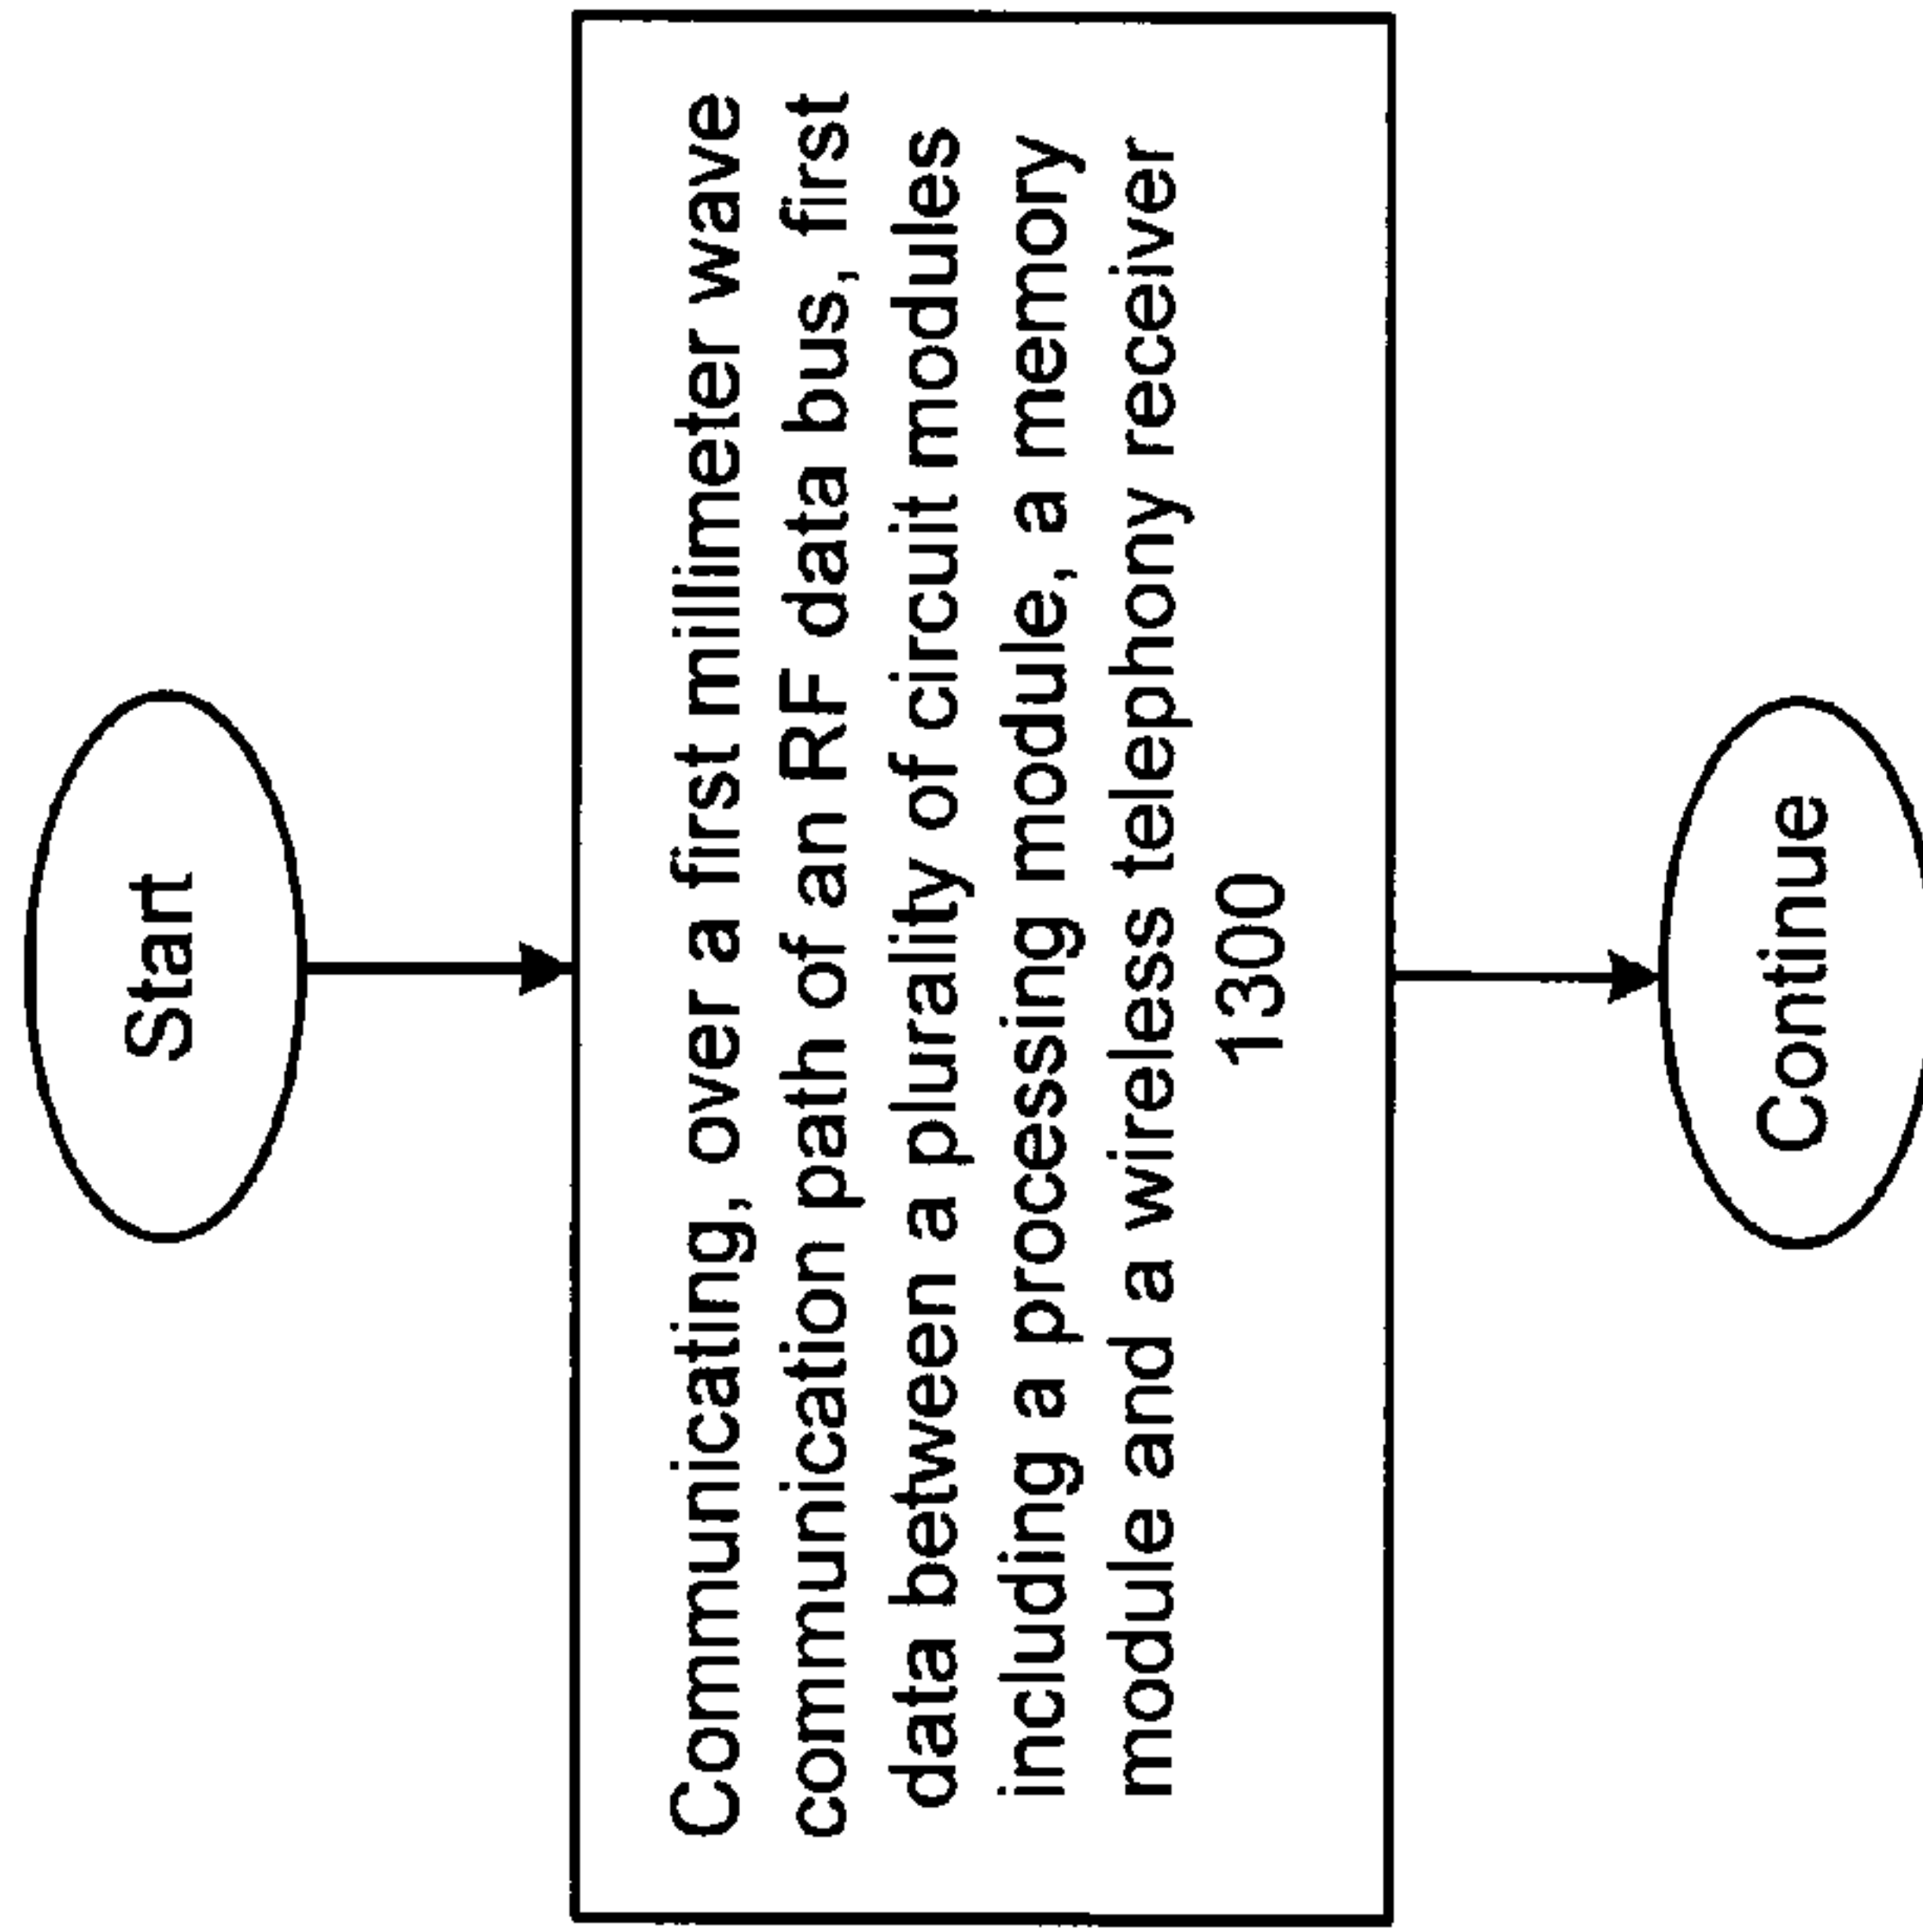 Start
Communicating, over a first millimeter wave
communication path of an RF data bus, first
data between a plurality of circuit modules
including a processing module, a memory
module and a wireless telephony receiver
1300
Continue